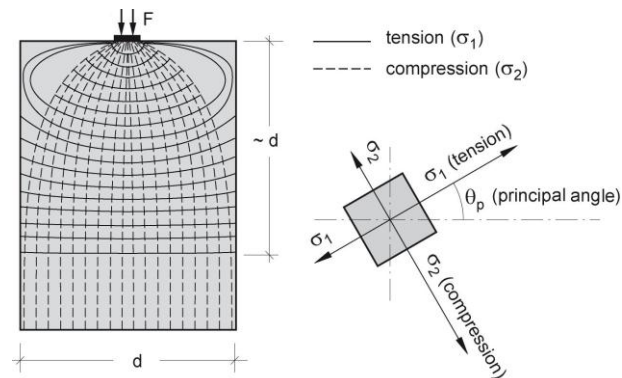 F
tension (σ₁)
compression (σ₂)
~ d
d
σ₂
σ₁ (tension)
θₚ (principal angle)
σ₁
σ₂ (compression)